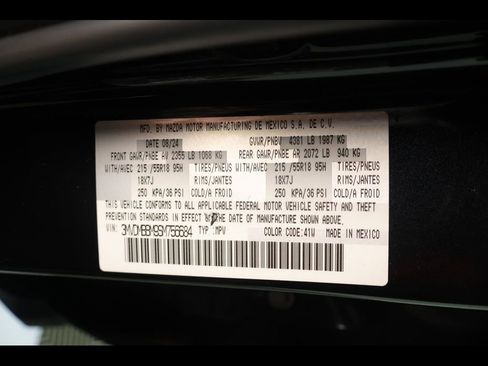 MFD. BY MAZDA MOTOR MANUFACTURING DE MEXICO S.A. DE C.V.
DATE 08/24 GVWR/PNBV 4381 LB 1987 KG
FRONT GAWR/PNBE AV 2355 LB 1068 KG REAR GAWR/PNBE AR 2072 LB 940 KG
WITH/AVEC 215 /55R18 95H TIRES/PNEUS WITH/AVEC 215 /55R18 95H TIRES/PNEUS
18X7J RIMS/JANTES 18X7J RIMS/JANTES
250 KPA/36 PSI COLD/A FROID 250 KPA/36 PSI COLD/A FROID
THIS VEHICLE CONFORMS TO ALL APPLICABLE FEDERAL MOTOR VEHICLE SAFETY AND THEFT
PREVENTION STANDARDS IN EFFECT ON THE DATE OF MANUFACTURE SHOWN ABOVE.
VIN: TYP :MPV COLOR CODE:41W MADE IN MEXICO